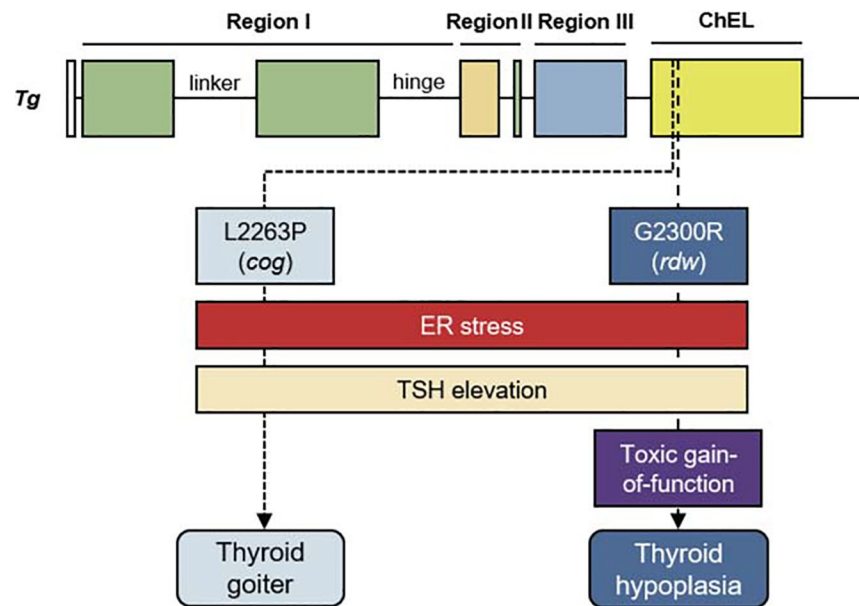 Region I Region II Region III ChEL
Tg linker hinge
L2263P G2300R
(cog) (rdw)
ER stress
TSH elevation
Toxic gain-
of-function
Thyroid Thyroid
goiter hypoplasia